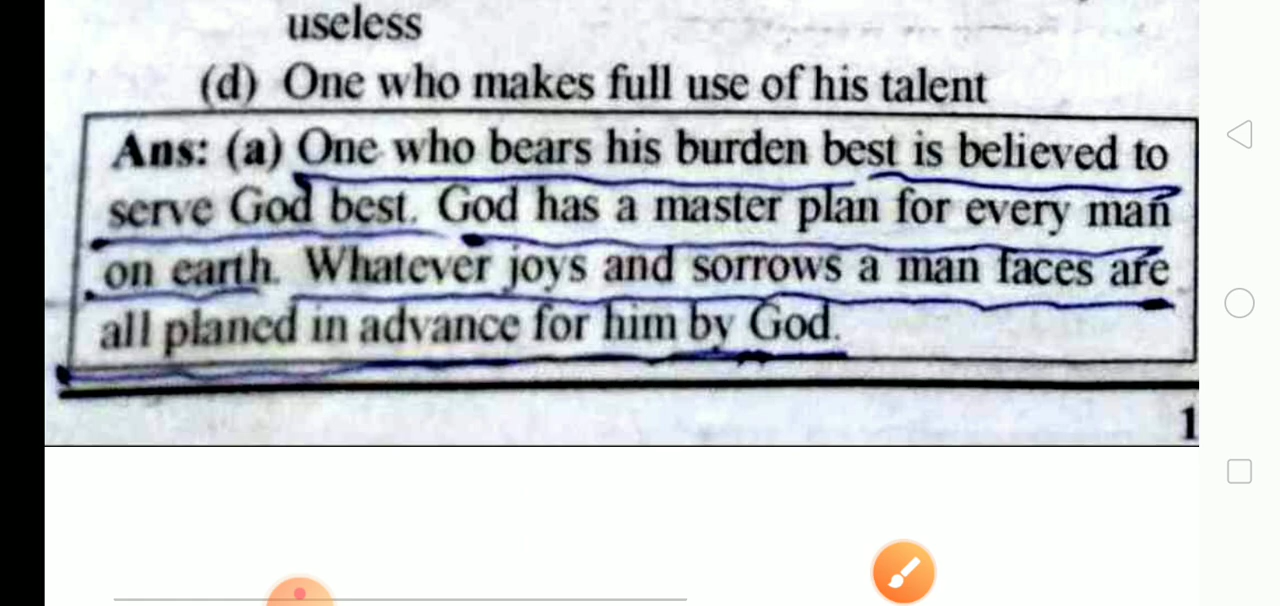 useless
(d) One who makes full use of his talent
Ans: (a) One who bears his burden best is believed to
serve God best. God has a master plan for every man
on earth. Whatever joys and sorrows a man faces are
all planed in advance for him by God.
1